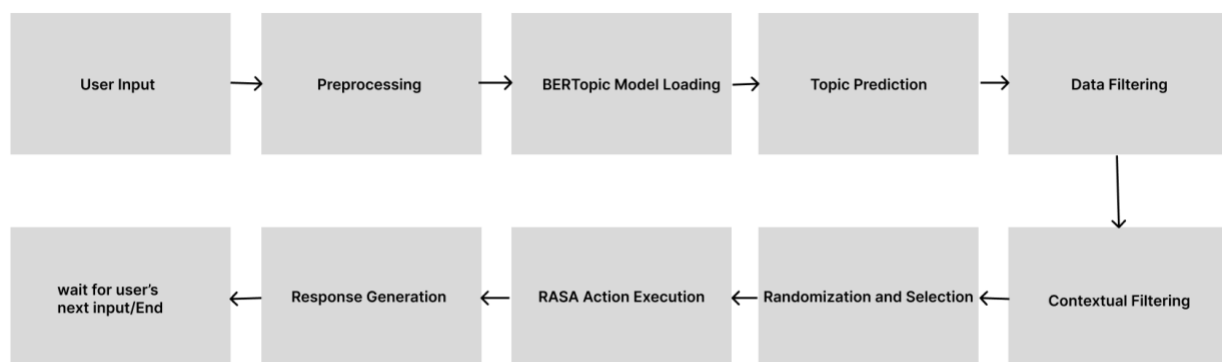 User Input
Preprocessing
BERTopic Model Loading
Topic Prediction
Data Filtering
Contextual Filtering
Randomization and Selection
RASA Action Execution
Response Generation
wait for user's
next input/End